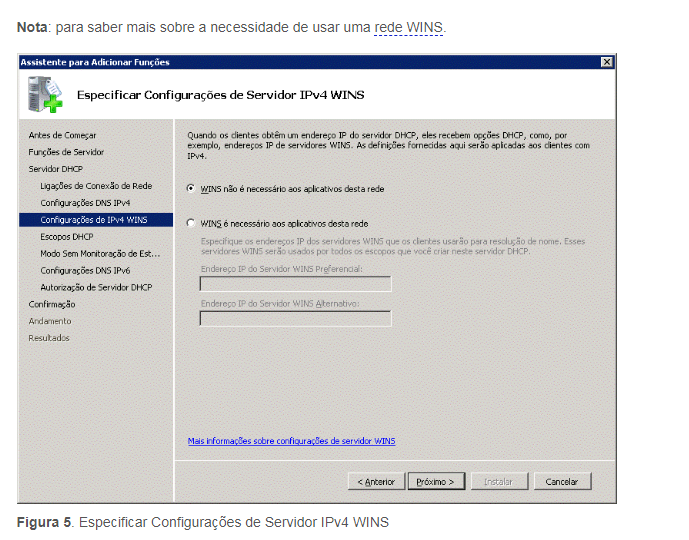 Nota: para saber mais sobre a necessidade de usar uma rede WINS.
Assistente para Adicionar Funções
Especificar Configurações de Servidor IPv4 WINS
Antes de Começar
Funções de Servidor
Servidor DHCP
Ligações de Conexão de Rede
Configurações DNS IPv4
Configurações de IPv4 WINS
Escopos DHCP
Modo Sem Monitoração de Est...
Configurações DNS IPv6
Autorização de Servidor DHCP
Confirmação
Andamento
Resultados
Quando os clientes obtêm um endereço IP do servidor DHCP, eles recebem opções DHCP, como, por
exemplo, endereços IP de servidores WINS. As definições fornecidas aqui serão aplicadas aos clientes com
IPv4.
WINS não é necessário aos aplicativos desta rede
WINS é necessário aos aplicativos desta rede
Especifique os endereços IP dos servidores WINS que os clientes usarão para resolução de nome. Esses
servidores WINS serão usados por todos os escopos que você criar neste servidor DHCP.
Endereço IP do Servidor WINS Preferencial:
Endereço IP do Servidor WINS Alternativo:
Mais informações sobre configurações de servidor WINS
< Anterior
Próximo >
Instalar
Cancelar
Figura 5. Especificar Configurações de Servidor IPv4 WINS